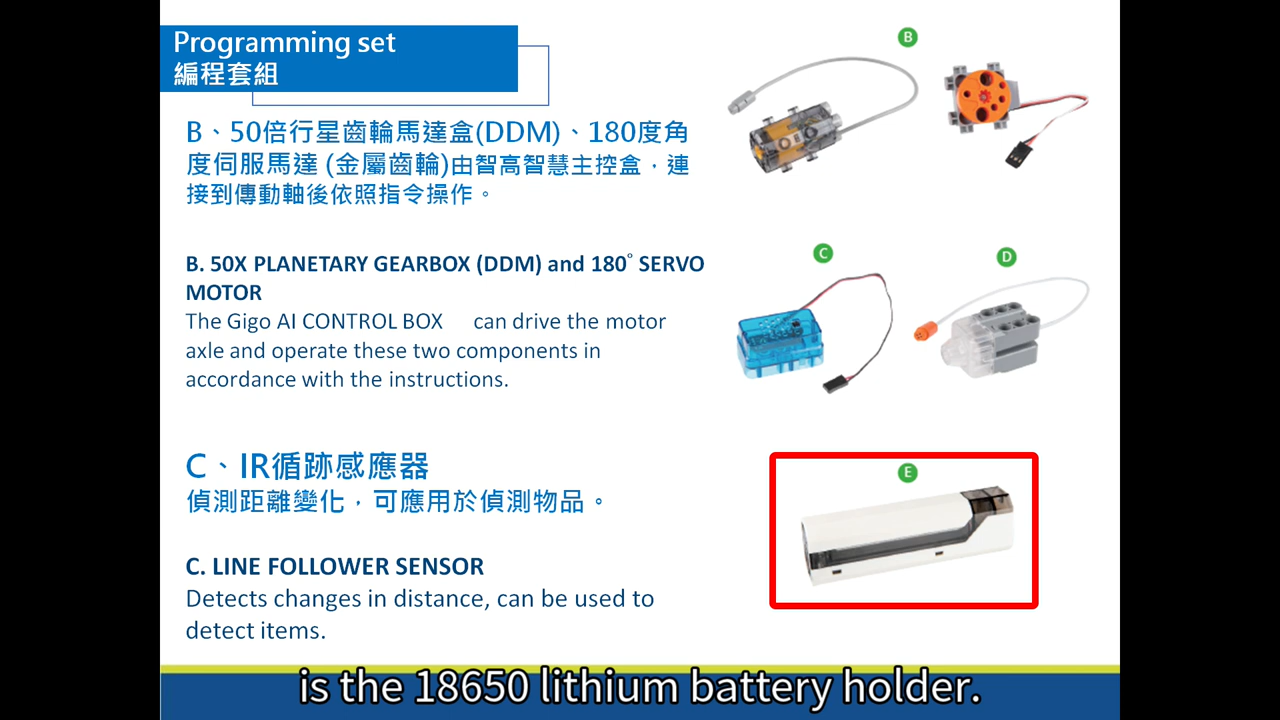 Programming set
編程套組
B
B、50倍行星齒輪馬達盒(DDM)、180度角
度伺服馬達 (金屬齒輪)由智高智慧主控盒，連
接到傳動軸後依照指令操作。
C
D
B. 50X PLANETARY GEARBOX (DDM) and 180° SERVO
MOTOR
The Gigo AI CONTROL BOX can drive the motor
axle and operate these two components in
accordance with the instructions.
C、IR循跡感應器
偵測距離變化，可應用於偵測物品。
E
C. LINE FOLLOWER SENSOR
Detects changes in distance, can be used to
detect items.
is the 18650 lithium battery holder.